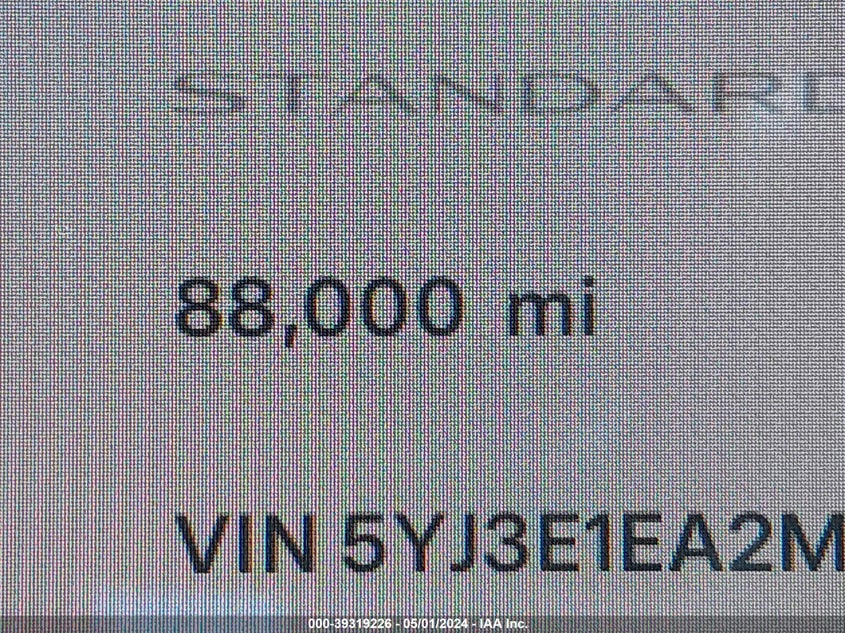 STANDARD
88,000 mi
VIN 5YJ3E1EA2M
000-39319226 - 05/01/2024 - IAA Inc.